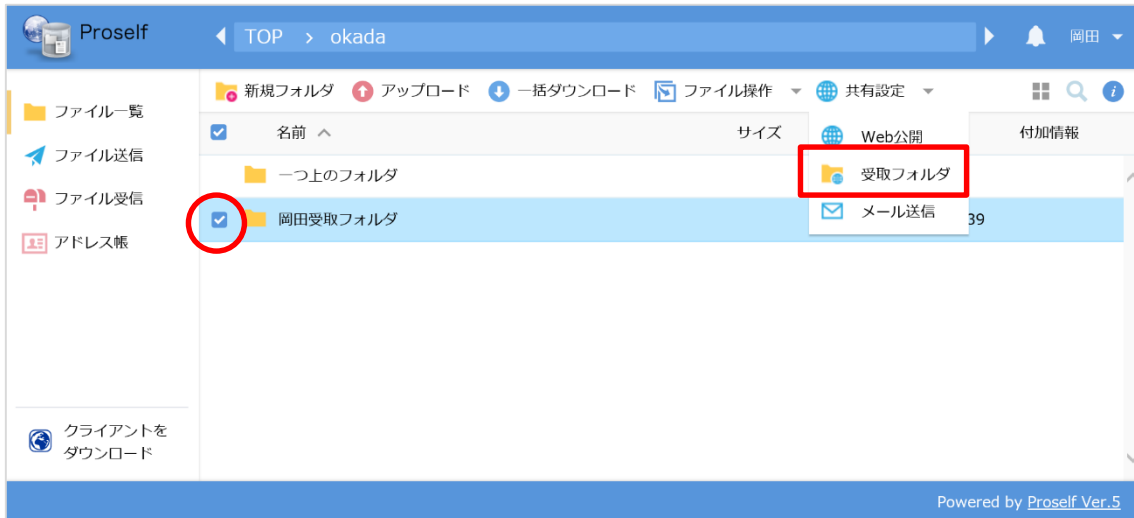 Proself
TOP > okada
岡田
新規フォルダ アップロード 一括ダウンロード ファイル操作 共有設定
ファイル一覧
ファイル送信
ファイル受信
アドレス帳
名前 サイズ 付加情報
Web公開
受取フォルダ
メール送信
一つ上のフォルダ
岡田受取フォルダ 39
クライアントを
ダウンロード
Powered by Proself Ver.5